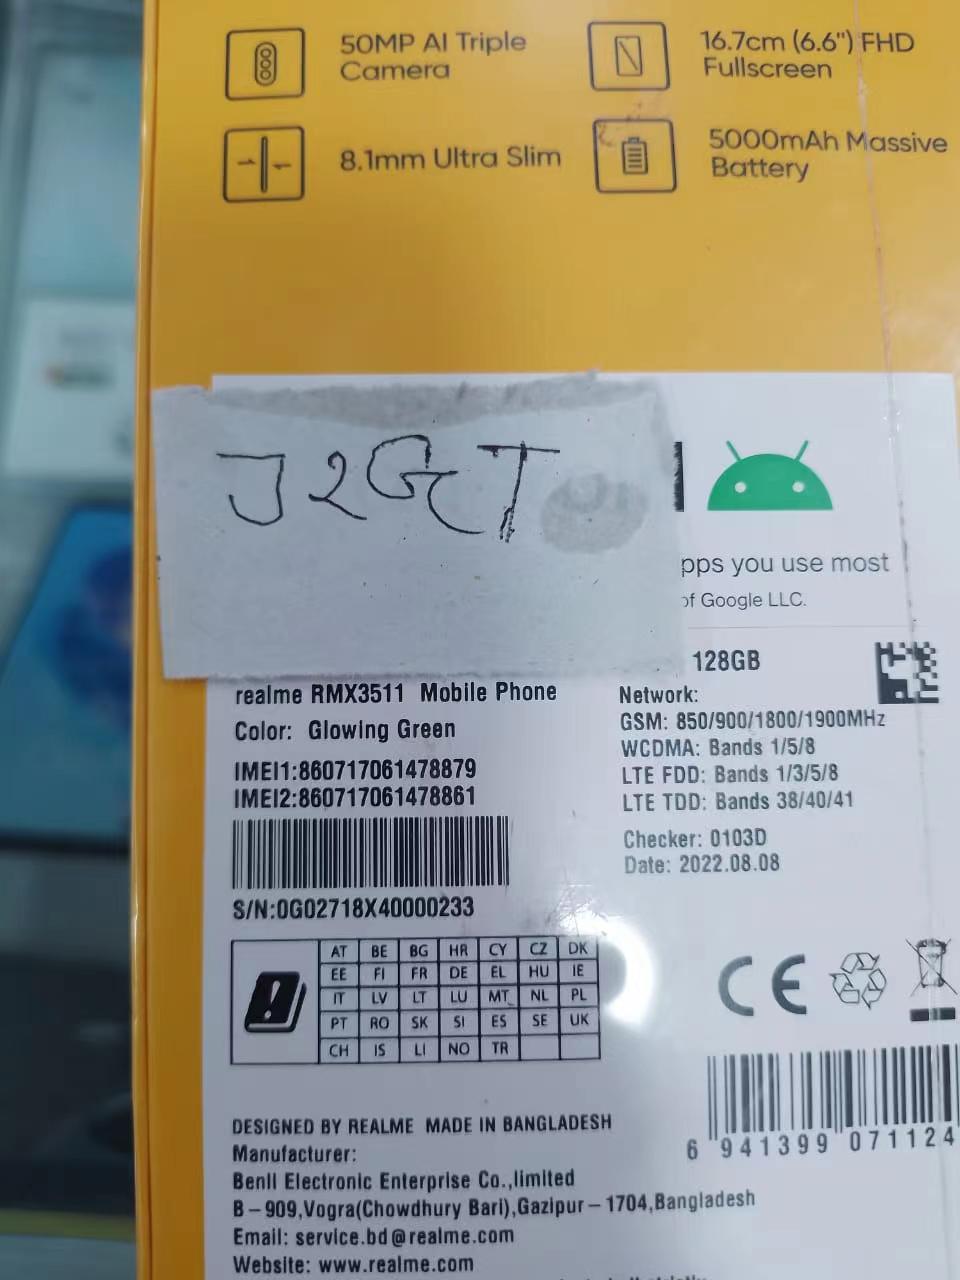 50MP AI Triple
Camera
16.7cm (6.6") FHD
Fullscreen
8.1mm Ultra Slim
5000mAh Massive
Battery
pps you use most
of Google LLC.
128GB
realme RMX3511 Mobile Phone
Color: Glowing Green
IMEI1:860717061478879
IMEI2:860717061478861
S/N:0G02718X40000233
Network:
GSM: 850/900/1800/1900MHz
WCDMA: Bands 1/5/8
LTE FDD: Bands 1/3/5/8
LTE TDD: Bands 38/40/41
Checker: 0103D
Date: 2022.08.08
AT BE BG HR CY CZ DK
EE FI FR DE EL HU IE
IT LV LT LU MT NL PL
PT RO SK SI ES SE UK
CH IS LI NO TR
CE
6 941399 071124
DESIGNED BY REALME MADE IN BANGLADESH
Manufacturer:
Benli Electronic Enterprise Co.,limited
B-909,Vogra(Chowdhury Bari),Gazipur-1704,Bangladesh
Email: service.bd@realme.com
Website: www.realme.com